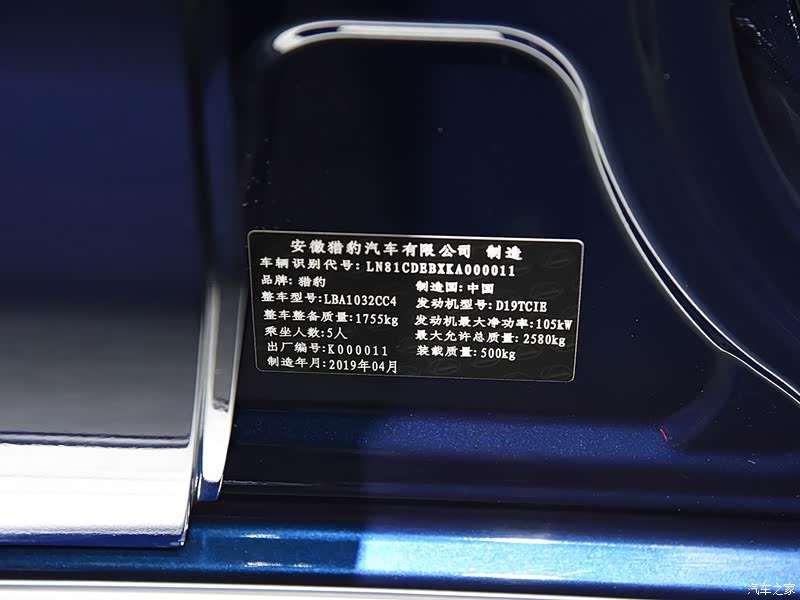 安徽猎豹汽车有限公司 制造
车辆识别代号: LN81CDEBXKA000011
品牌: 猎豹 制造国: 中国
整车型号: LBA1032CC4 发动机型号: D19TCIE
整车整备质量: 1755kg 发动机最大净功率: 105kW
乘坐人数: 5人 最大允许总质量: 2580kg
出厂编号: K000011 装载质量: 500kg
制造年月: 2019年04月
汽车之家